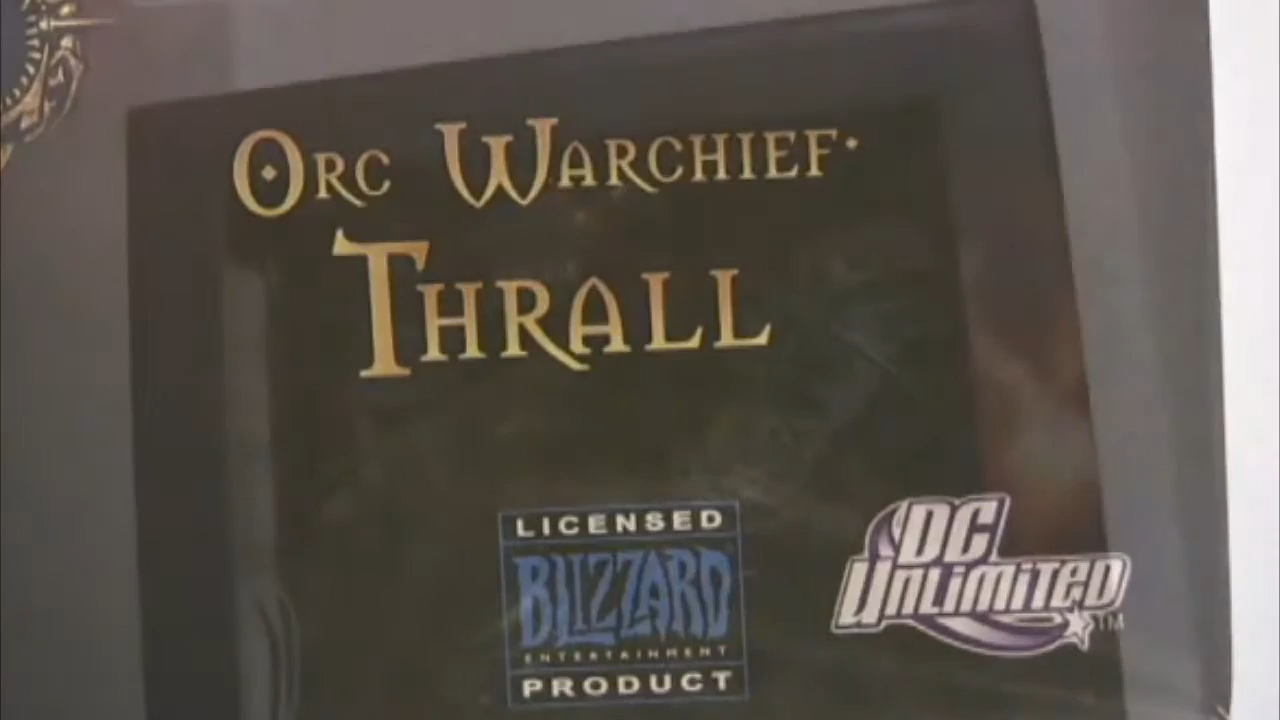 ORC WARCHIEF·
THRALL
LICENSED
BLIZZARD
ENTERTAINMENT
PRODUCT
DC
UNLIMITED
TM